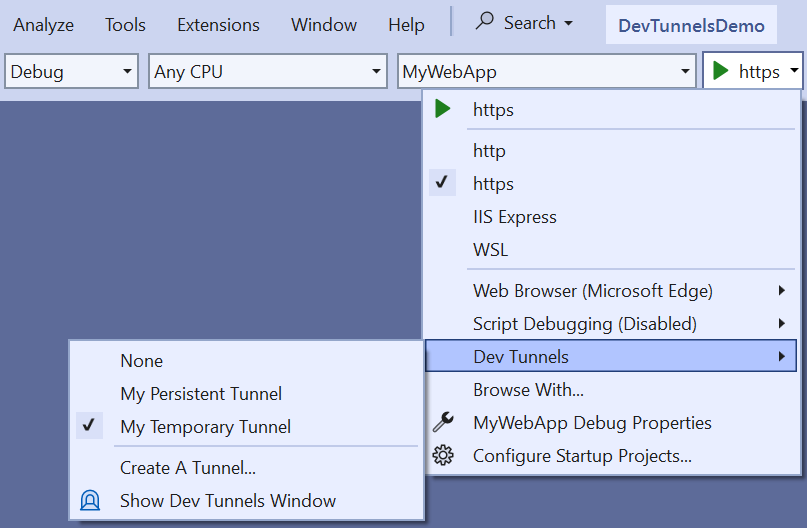 Analyze Tools Extensions Window Help Search DevTunnelsDemo
Debug Any CPU MyWebApp https
https
http
https
IIS Express
WSL
Web Browser (Microsoft Edge)
Script Debugging (Disabled)
Dev Tunnels
Browse With...
MyWebApp Debug Properties
Configure Startup Projects...
None
My Persistent Tunnel
My Temporary Tunnel
Create A Tunnel...
Show Dev Tunnels Window